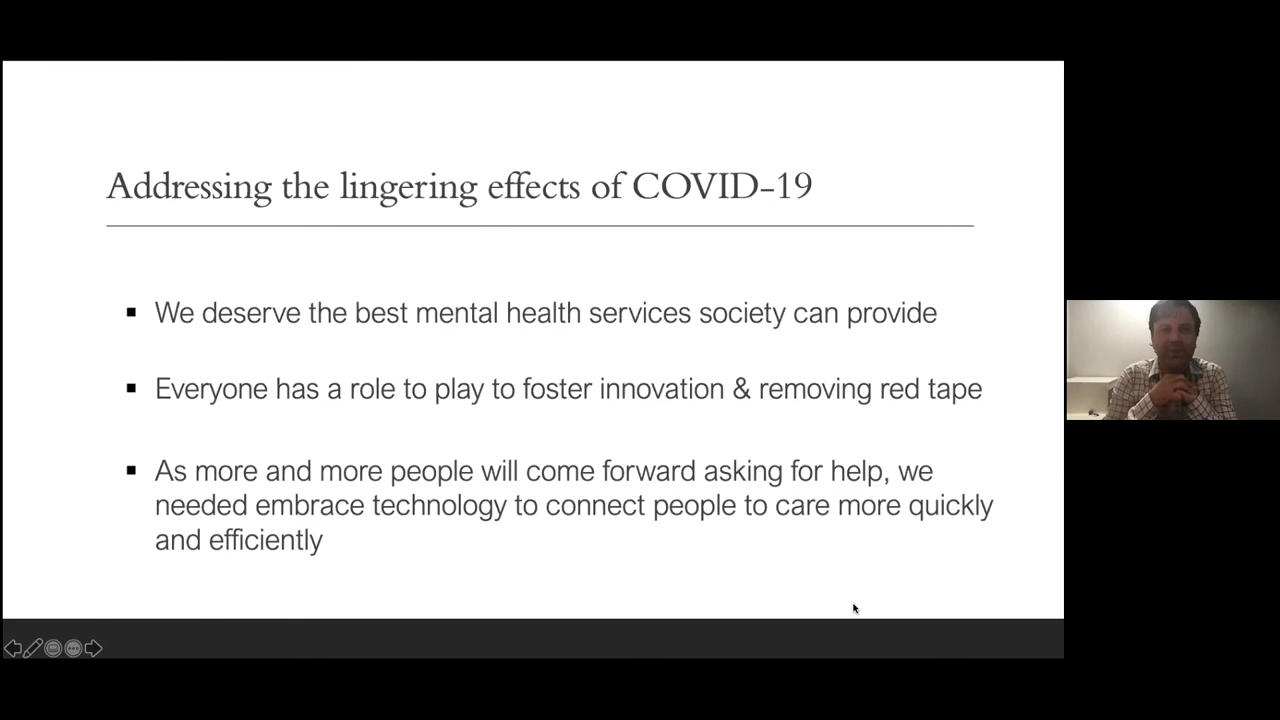 Addressing the lingering effects of COVID-19
We deserve the best mental health services society can provide
Everyone has a role to play to foster innovation & removing red tape
As more and more people will come forward asking for help, we
needed embrace technology to connect people to care more quickly
and efficiently